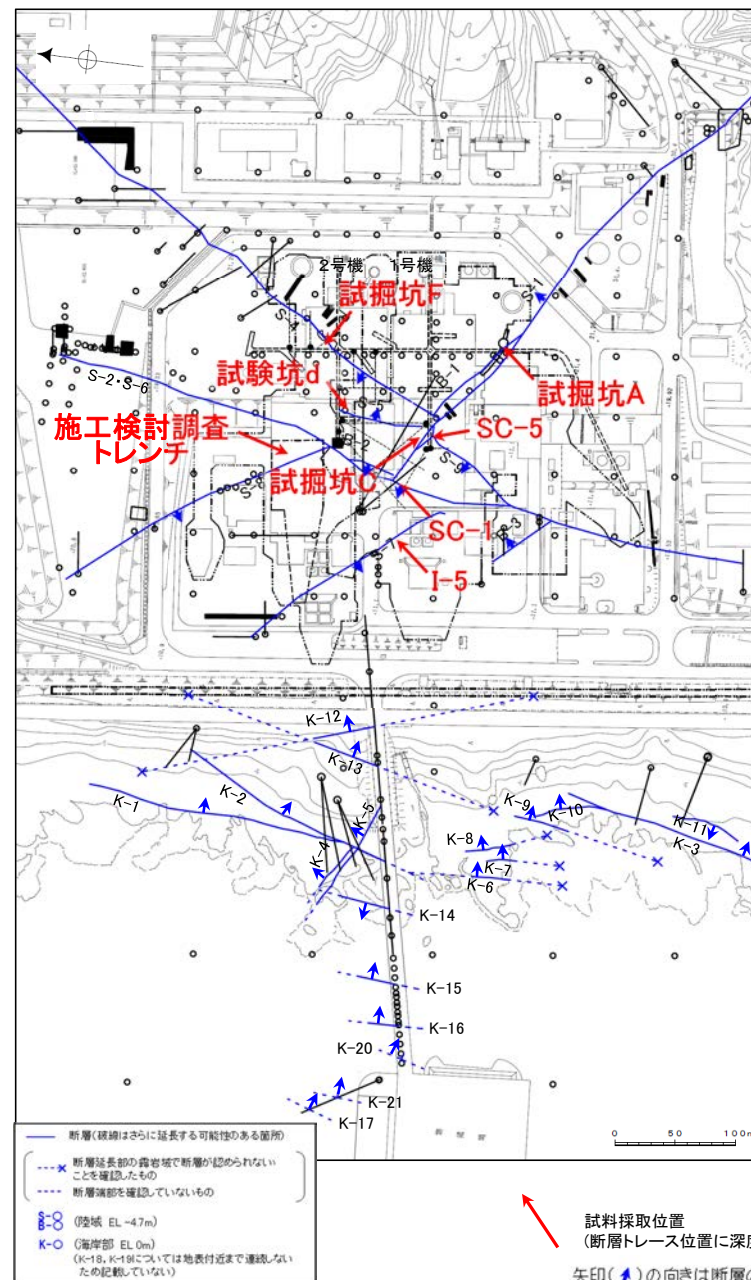 2号機 1号機
試掘坑F
S-4
S-1
試験坑d
B-1
試掘坑A
S-2・S-6
施工検討調査
トレンチ
B-2
SC-5
試掘坑C
S-9
SC-1
B-3
I-5
K-12
K-13
K-1
K-2
K-5
K-9
K-10
K-11
K-3
K-4
K-8
K-7
K-6
K-14
K-15
K-16
K-20
K-21
K-17
0 50 100m
断層(破線はさらに延長する可能性のある箇所)
断層延長部の露岩域で断層が認められない
ことを確認したもの
断層端部を確認していないもの
S-○
B-○
(陸域 EL -4.7m)
K-○ (海岸部 EL 0m)
(K-18、K-19については地表付近まで連続しない
ため記載していない)
試料採取位置
(断層トレース位置に深度
矢印( )の向きは断層の